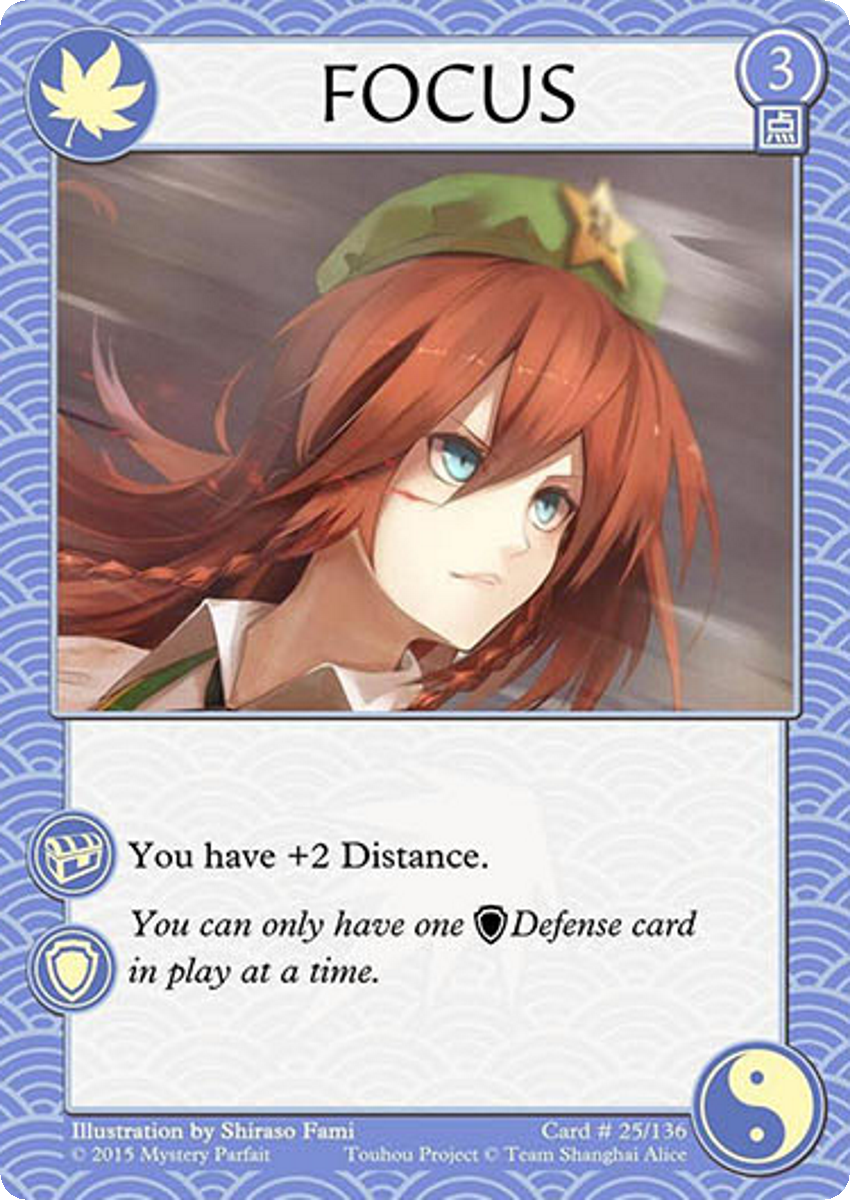 FOCUS
3
点
You have +2 Distance.
You can only have one Defense card
in play at a time.
Illustration by Shiraso Fami
Card # 25/136
© 2015 Mystery Parfait
Touhou Project © Team Shanghai Alice